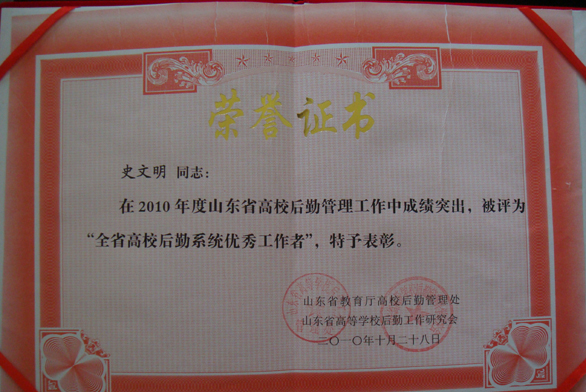 荣誉证书
史文明 同志：
在2010年度山东省高校后勤管理工作中成绩突出，被评为
“全省高校后勤系统优秀工作者”，特予表彰。
山东省教育厅高校后勤管理处
山东省高等学校后勤工作研究会
二〇一〇年十月二十八日